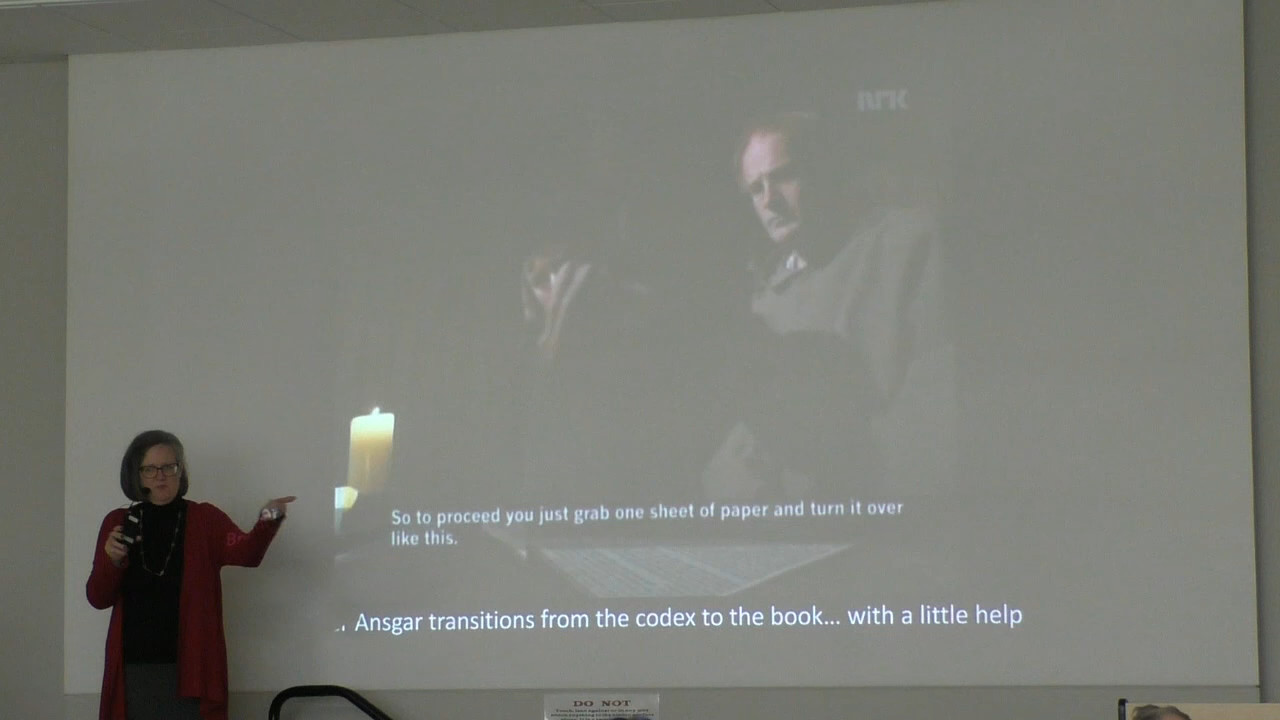 NRK
So to proceed you just grab one sheet of paper and turn it over
like this.
Ansgar transitions from the codex to the book... with a little help
DO NOT